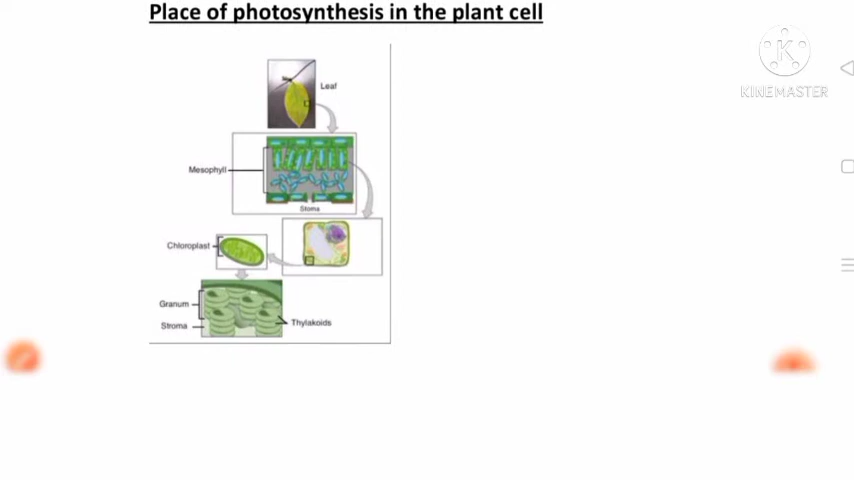 Place of photosynthesis in the plant cell
KINEMASTER
Leaf
Mesophyll
Stoma
Chloroplast
Granum
Stroma
Thylakoids